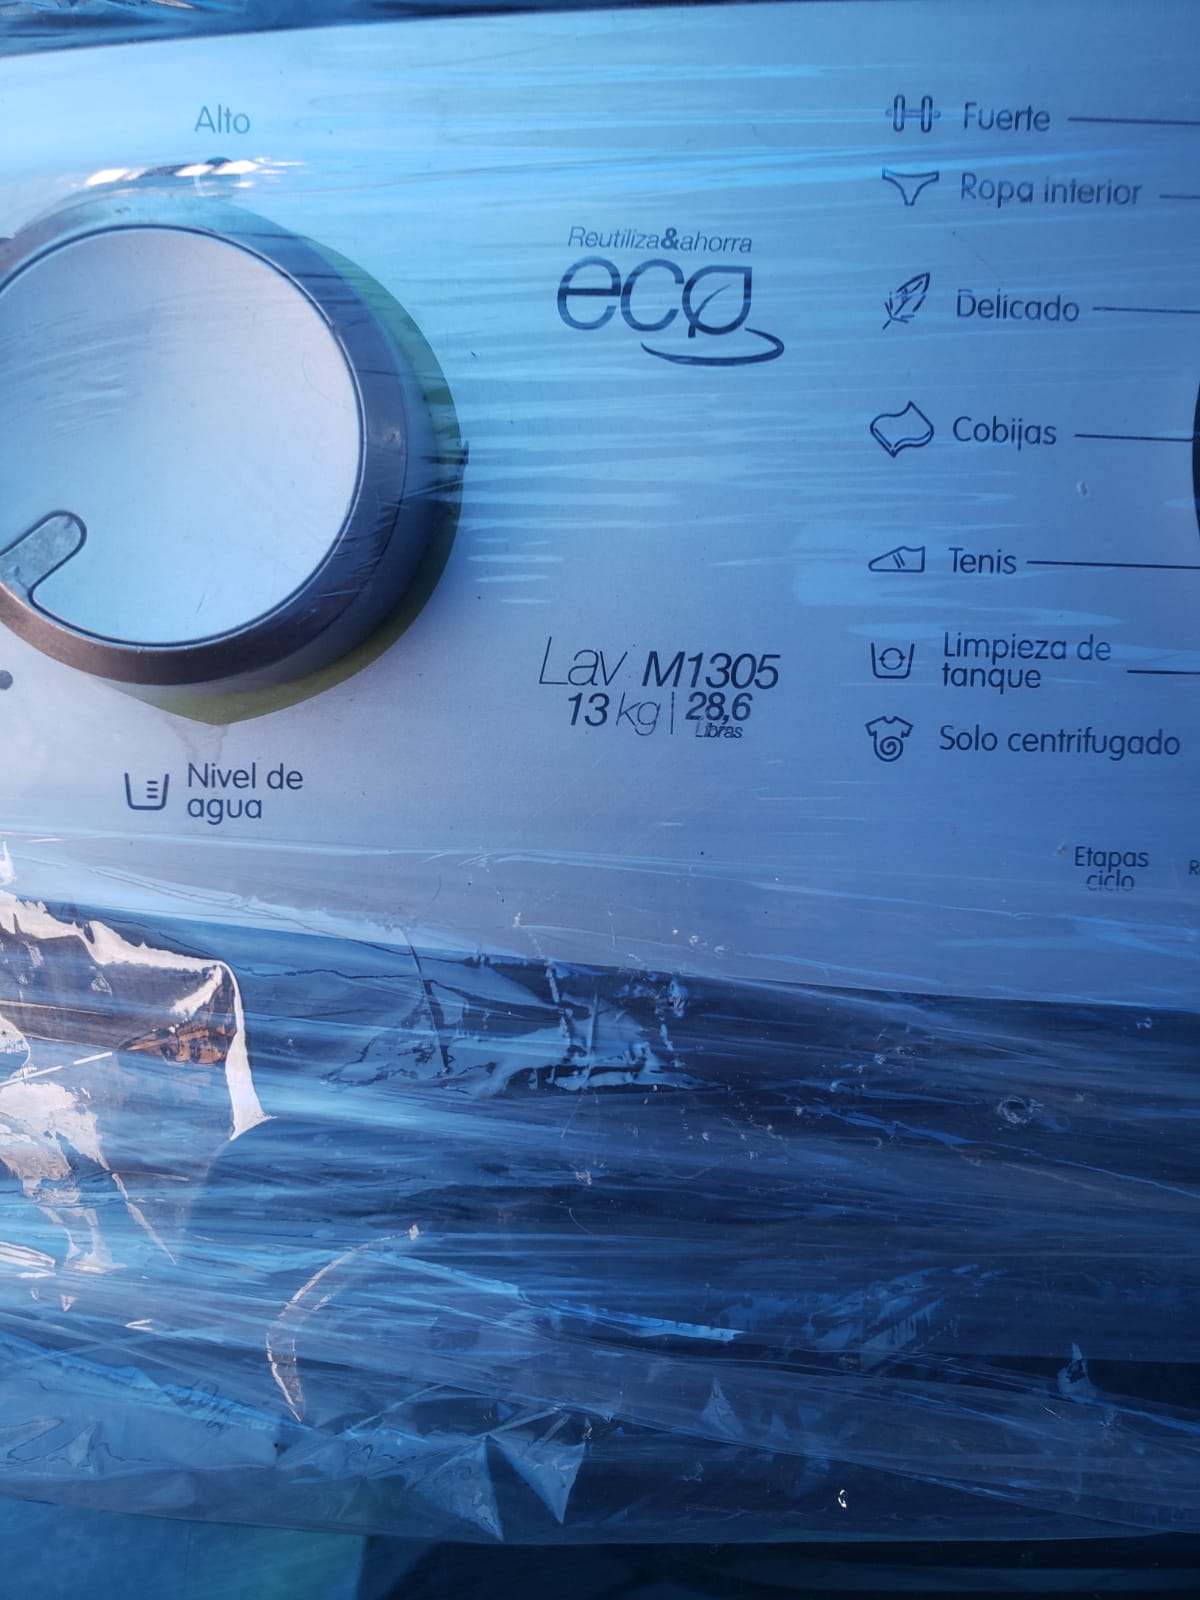 Alto
Fuerte
Ropa interior
Reutiliza&ahorra
eco
Delicado
Cobijas
Tenis
Lav M1305
13 kg | 28,6
Libras
Limpieza de
tanque
Solo centrifugado
Nivel de
agua
Etapas
ciclo